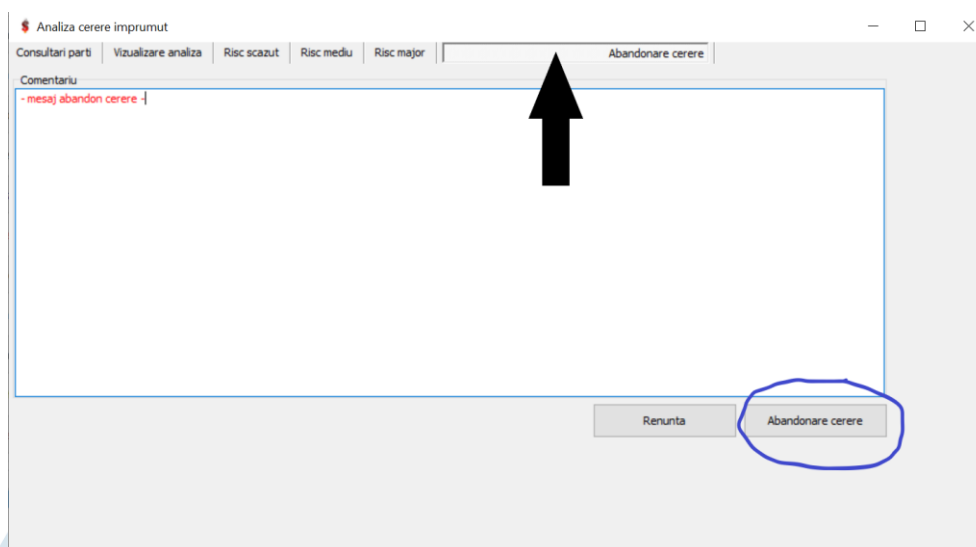 Analiza cerere imprumut
Consultari parti Vizualizare analiza Risc scazut Risc mediu Risc major Abandonare cerere
Comentariu
- mesaj abandon cerere -
Renunta Abandonare cerere